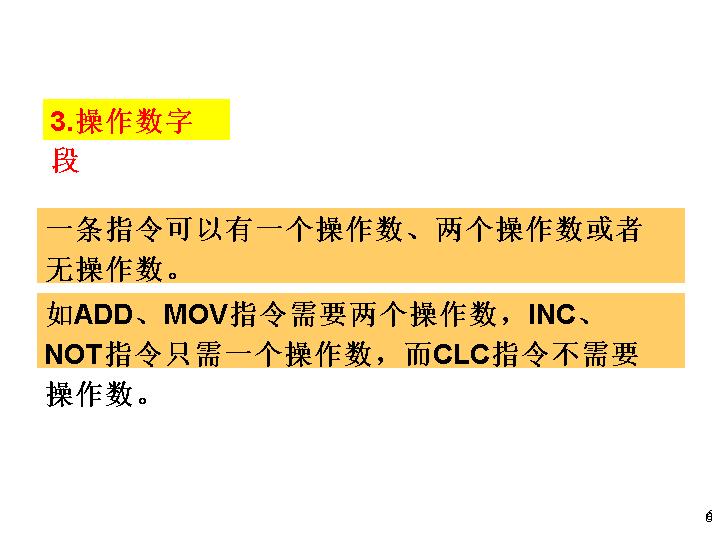 3.操作数字
段
一条指令可以有一个操作数、两个操作数或者
无操作数。
如ADD、MOV指令需要两个操作数，INC、
NOT指令只需一个操作数，而CLC指令不需要
操作数。
6